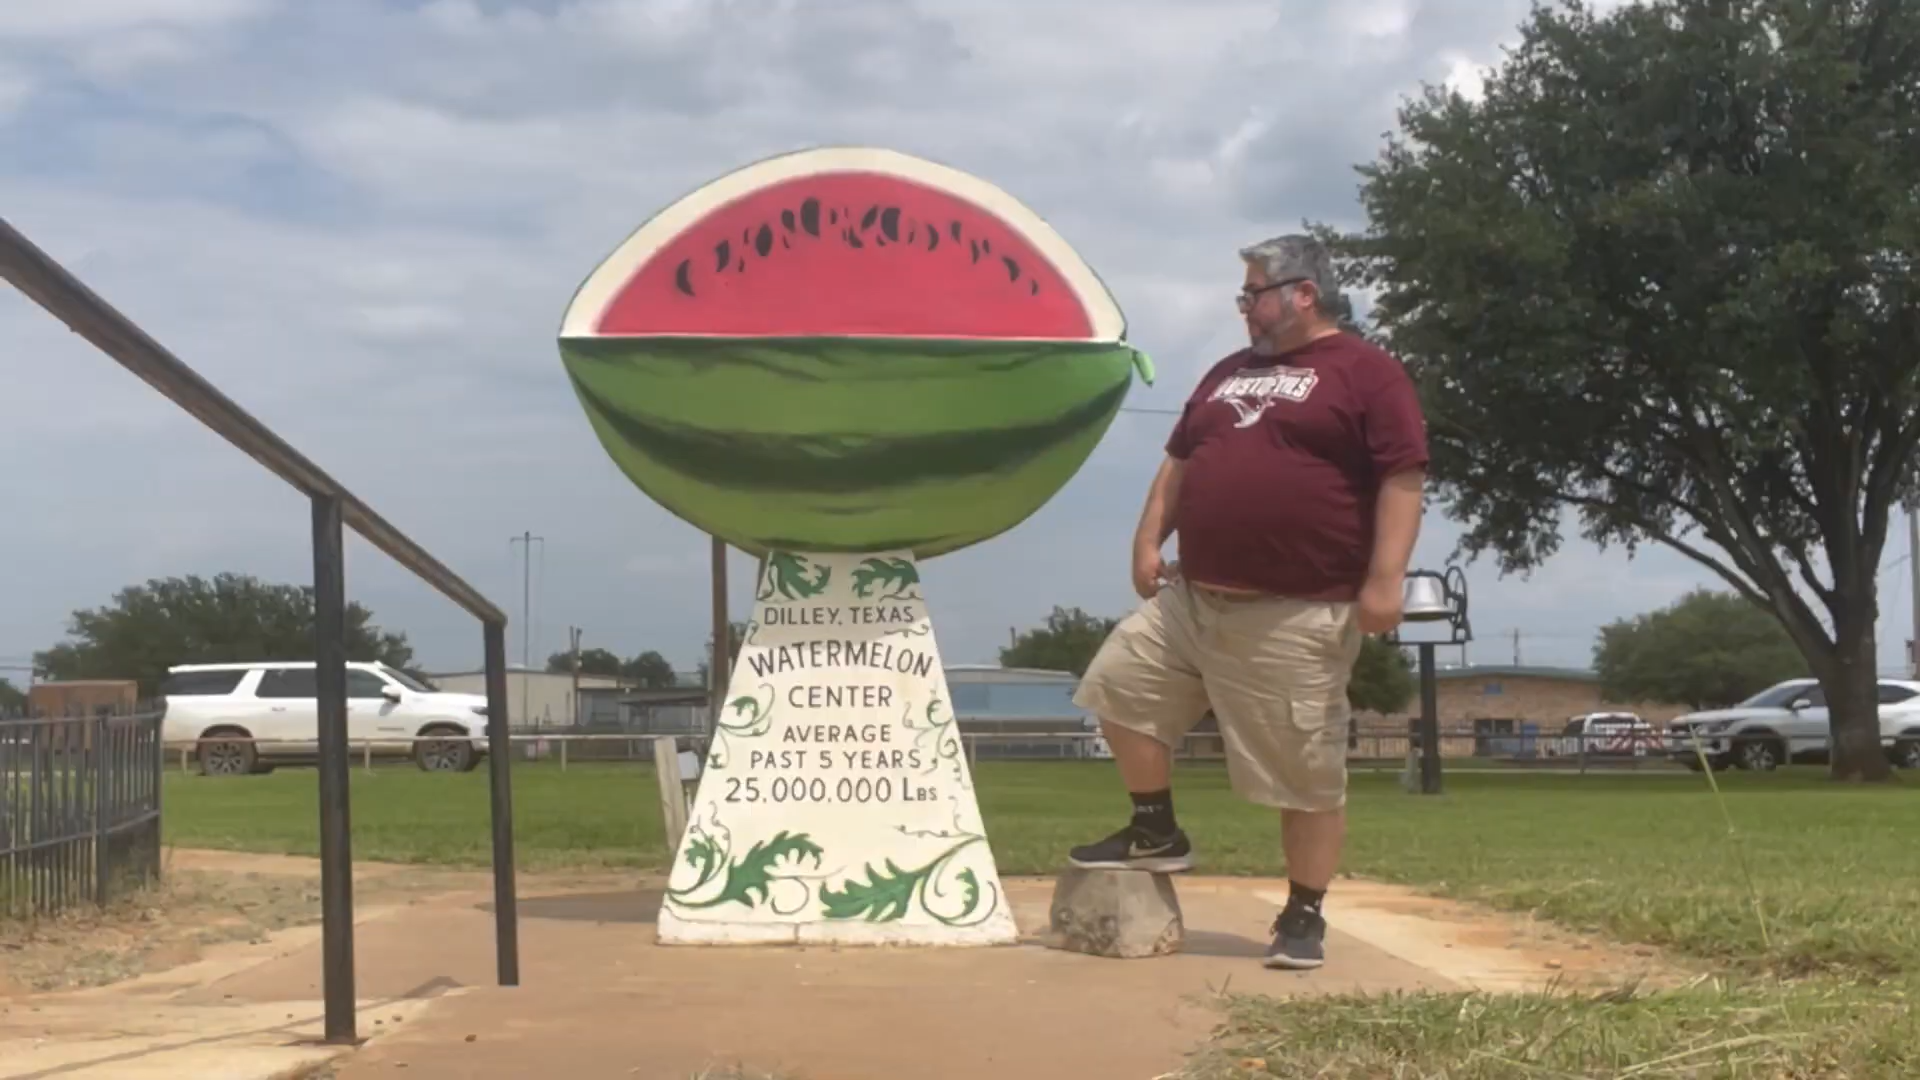 DILLEY, TEXAS
WATERMELON
CENTER
AVERAGE
PAST 5 YEARS
25,000,000 LBS